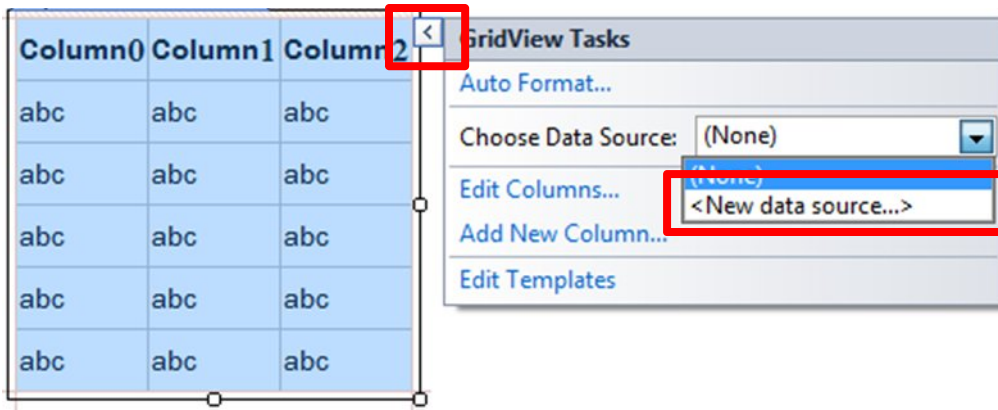 Column0 Column1 Column2
abc abc abc
abc abc abc
abc abc abc
abc abc abc
abc abc abc
GridView Tasks
Auto Format...
Choose Data Source: (None)
(None)
<New data source...>
Edit Columns...
Add New Column...
Edit Templates